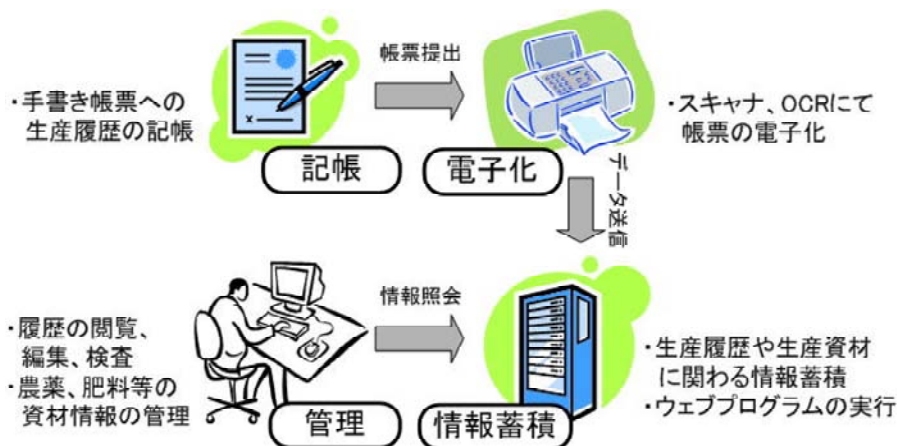 帳票提出
・手書き帳票への
生産履歴の記帳
・スキャナ、OCRにて
帳票の電子化
記帳
電子化
データ送信
情報照会
・履歴の閲覧、
編集、検査
・農薬、肥料等の
資材情報の管理
・生産履歴や生産資材
に関わる情報蓄積
・ウェブプログラムの実行
管理
情報蓄積